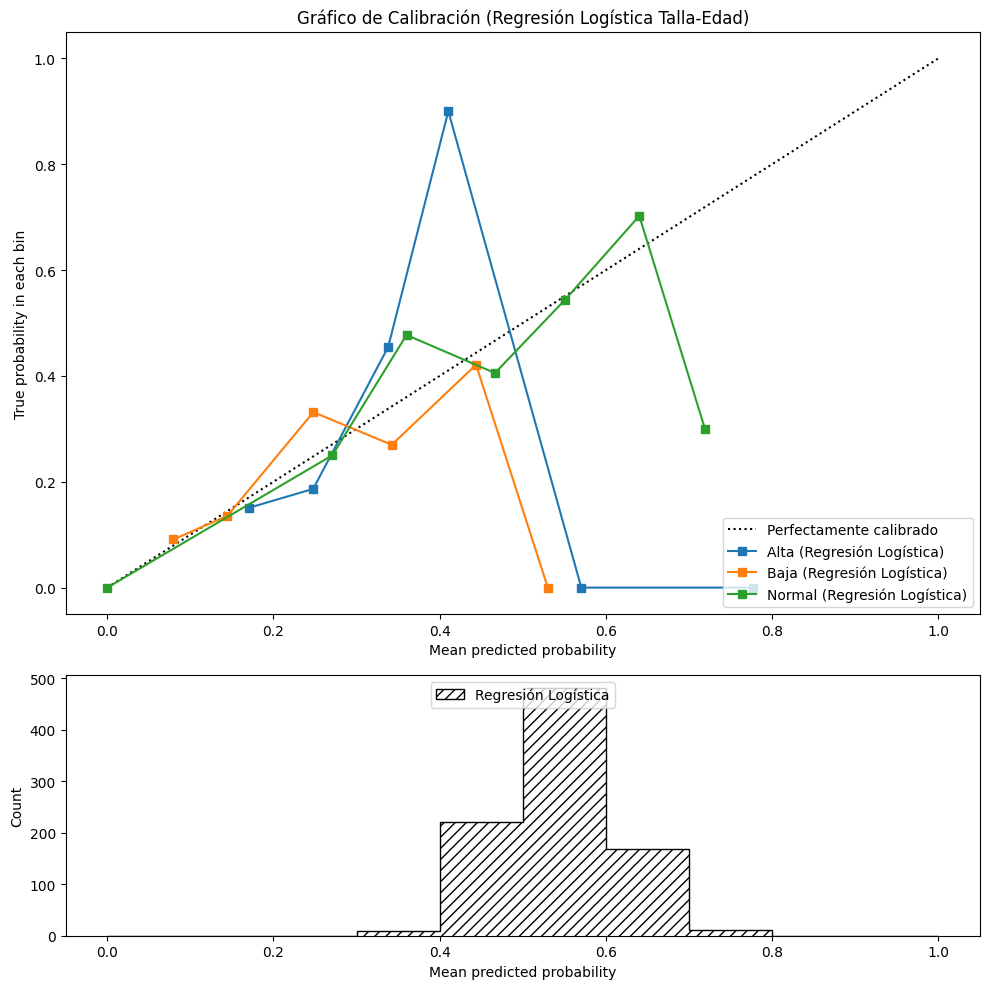 Gráfico de Calibración (Regresión Logística Talla-Edad)
True probability in each bin
1.0
0.8
0.6
0.4
0.2
0.0
Perfectamente calibrado
Alta (Regresión Logística)
Baja (Regresión Logística)
Normal (Regresión Logística)
0.0 0.2 0.4 0.6 0.8 1.0
Mean predicted probability
Count
500
400
300
200
100
0
Regresión Logística
0.0 0.2 0.4 0.6 0.8 1.0
Mean predicted probability